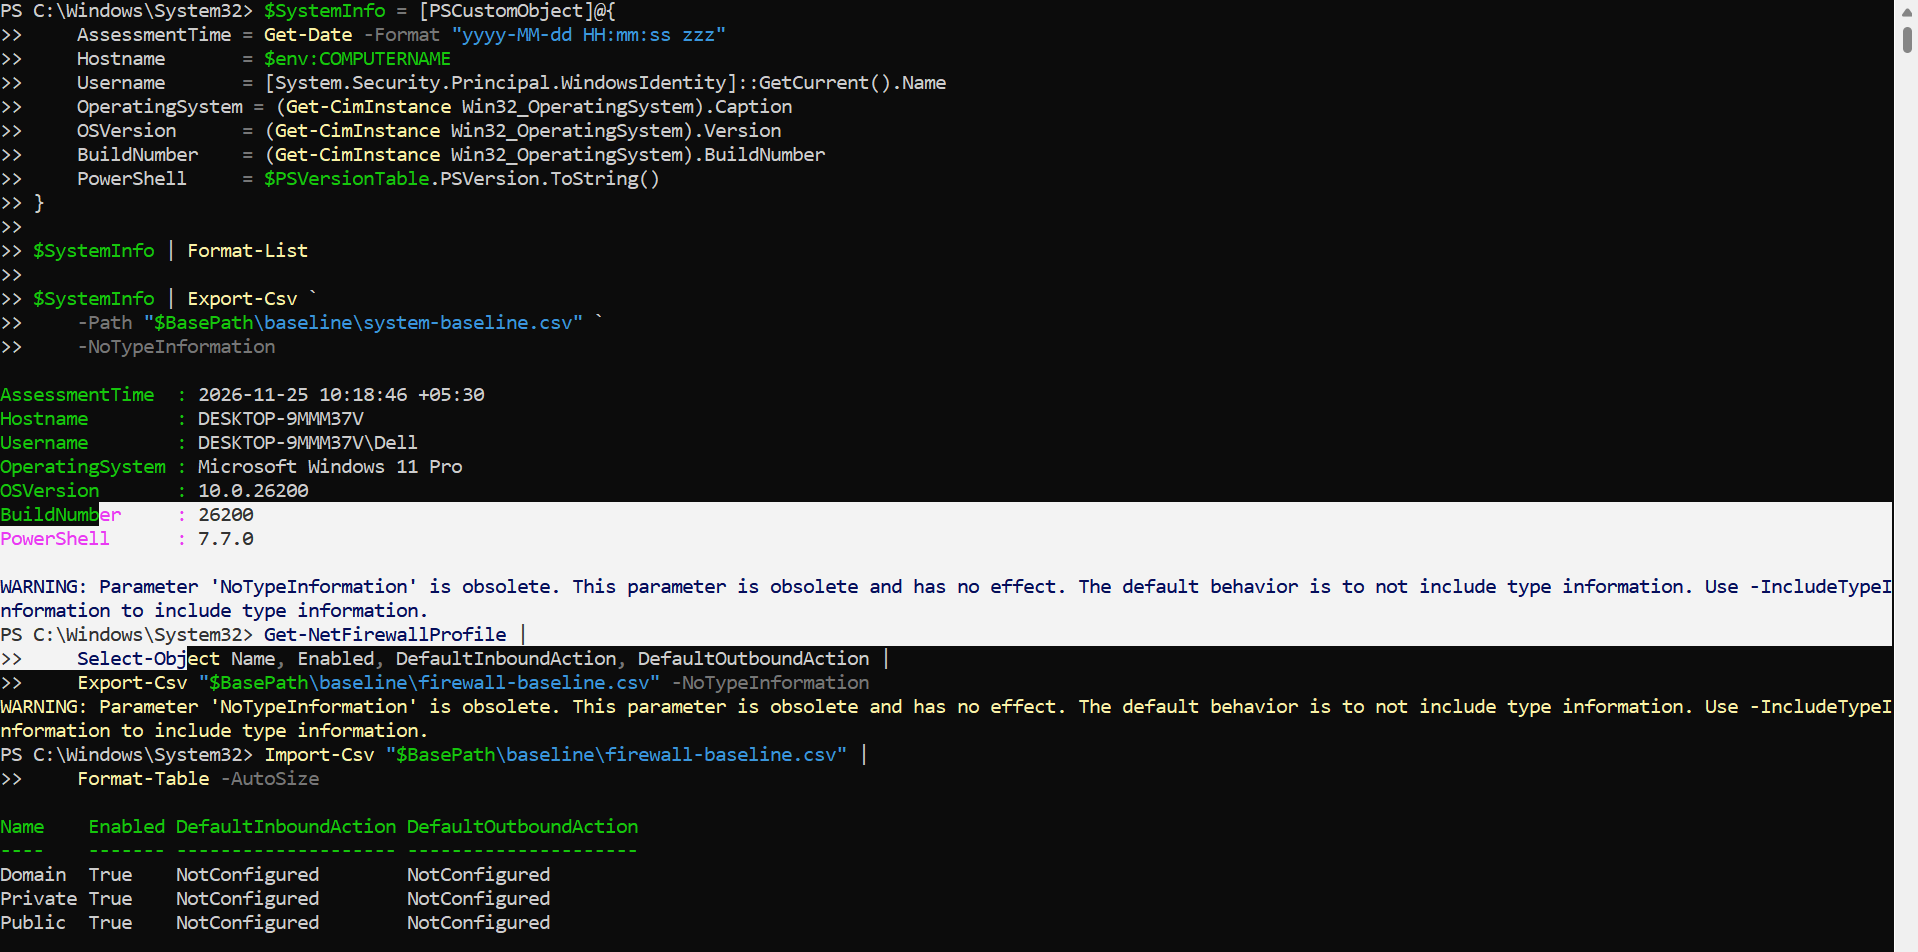 PS C:\Windows\System32> $SystemInfo = [PSCustomObject]@{
>>     AssessmentTime = Get-Date -Format "yyyy-MM-dd HH:mm:ss zzz"
>>     Hostname       = $env:COMPUTERNAME
>>     Username       = [System.Security.Principal.WindowsIdentity]::GetCurrent().Name
>>     OperatingSystem = (Get-CimInstance Win32_OperatingSystem).Caption
>>     OSVersion      = (Get-CimInstance Win32_OperatingSystem).Version
>>     BuildNumber    = (Get-CimInstance Win32_OperatingSystem).BuildNumber
>>     PowerShell     = $PSVersionTable.PSVersion.ToString()
>> }
>>
>> $SystemInfo | Format-List
>>
>> $SystemInfo | Export-Csv `
>>     -Path "$BasePath\baseline\system-baseline.csv" `
>>     -NoTypeInformation

AssessmentTime  : 2026-11-25 10:18:46 +05:30
Hostname        : DESKTOP-9MMM37V
Username        : DESKTOP-9MMM37V\Dell
OperatingSystem : Microsoft Windows 11 Pro
OSVersion       : 10.0.26200
BuildNumber     : 26200
PowerShell      : 7.7.0

WARNING: Parameter 'NoTypeInformation' is obsolete. This parameter is obsolete and has no effect. The default behavior is to not include type information. Use -IncludeTypeI
nformation to include type information.
PS C:\Windows\System32> Get-NetFirewallProfile |
>>     Select-Object Name, Enabled, DefaultInboundAction, DefaultOutboundAction |
>>     Export-Csv "$BasePath\baseline\firewall-baseline.csv" -NoTypeInformation
WARNING: Parameter 'NoTypeInformation' is obsolete. This parameter is obsolete and has no effect. The default behavior is to not include type information. Use -IncludeTypeI
nformation to include type information.
PS C:\Windows\System32> Import-Csv "$BasePath\baseline\firewall-baseline.csv" |
>>     Format-Table -AutoSize

Name    Enabled DefaultInboundAction DefaultOutboundAction
----    ------- -------------------- ---------------------
Domain  True    NotConfigured        NotConfigured
Private True    NotConfigured        NotConfigured
Public  True    NotConfigured        NotConfigured